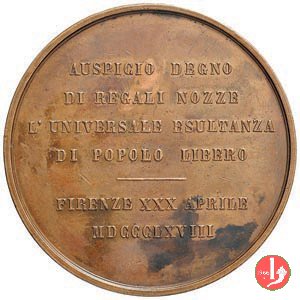 AUSPICIO DEGNO
DI REGALI NOZZE
L'UNIVERSALE ESULTANZA
DI POPOLO LIBERO
FIRENZE XXX APRILE
MDCCCLXVIII